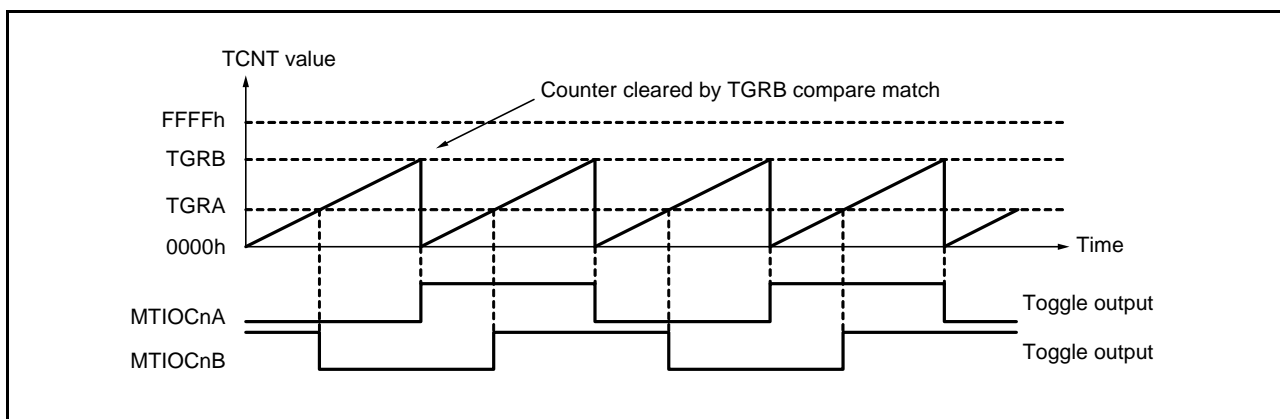 TCNT value
Counter cleared by TGRB compare match
FFFFh
TGRB
TGRA
0000h
Time
MTIOCnA
Toggle output
MTIOCnB
Toggle output